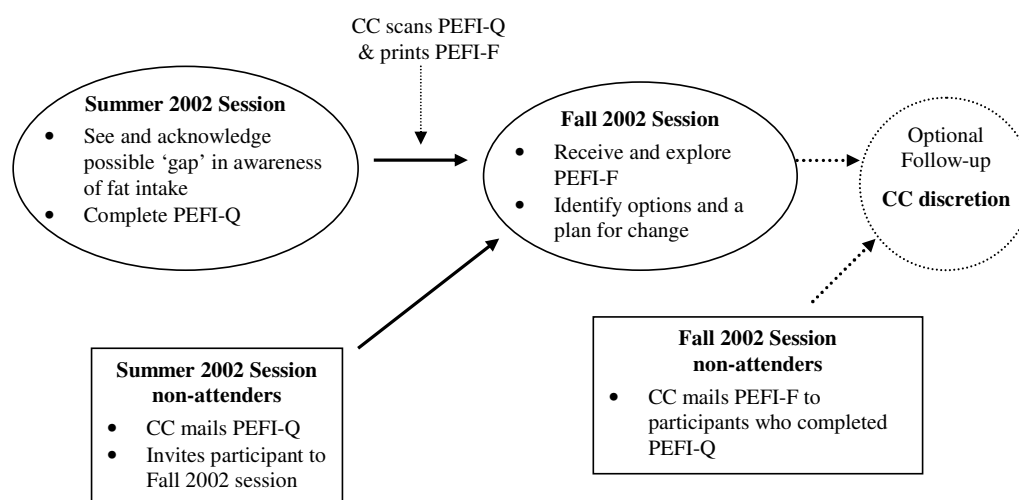 CC scans PEFI-Q
& prints PEFI-F
Summer 2002 Session
• See and acknowledge
possible ‘gap’ in awareness
of fat intake
• Complete PEFI-Q
Fall 2002 Session
• Receive and explore
PEFI-F
• Identify options and a
plan for change
Optional
Follow-up
CC discretion
Summer 2002 Session
non-attenders
• CC mails PEFI-Q
• Invites participant to
Fall 2002 session
Fall 2002 Session
non-attenders
• CC mails PEFI-F to
participants who completed
PEFI-Q